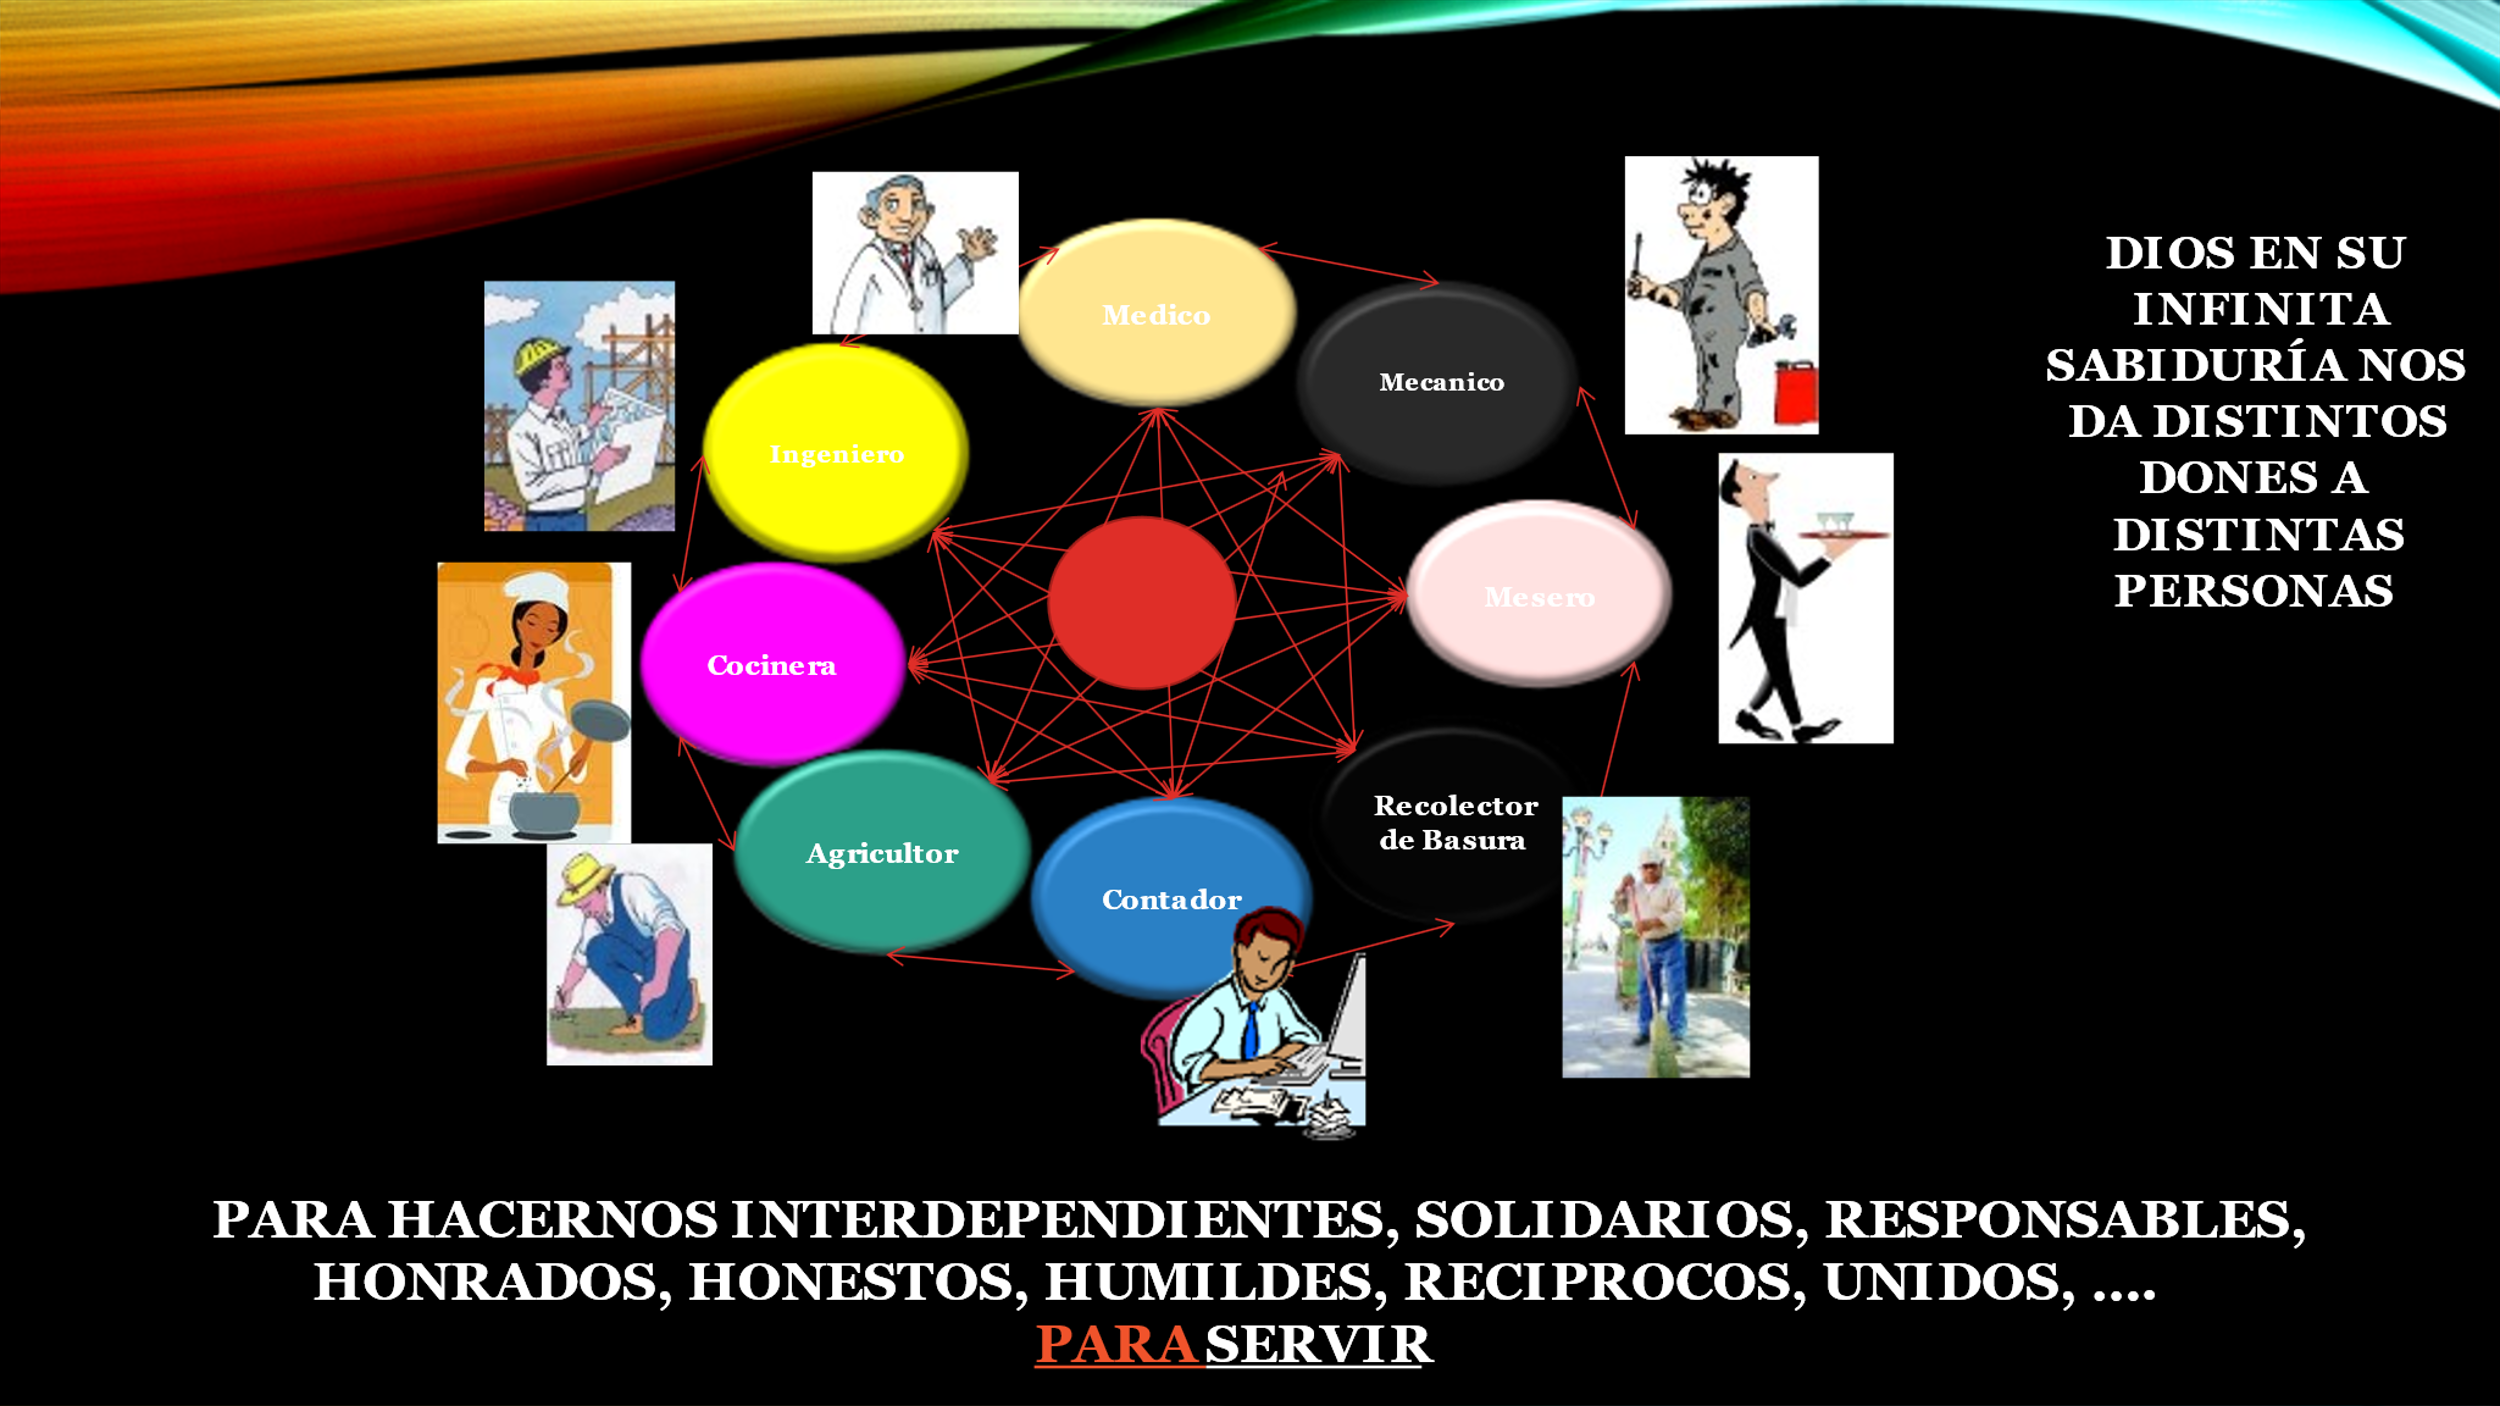 DIOS EN SU
INFINITA
SABIDURÍA NOS
DA DISTINTOS
DONES A
DISTINTAS
PERSONAS
Medico
Mecanico
Ingeniero
Mesero
Cocinera
Recolector
de Basura
Agricultor
Contador
PARA HACERNOS INTERDEPENDIENTES, SOLIDARIOS, RESPONSABLES,
HONRADOS, HONESTOS, HUMILDES, RECIPROCOS, UNIDOS, ....
PARA SERVIR